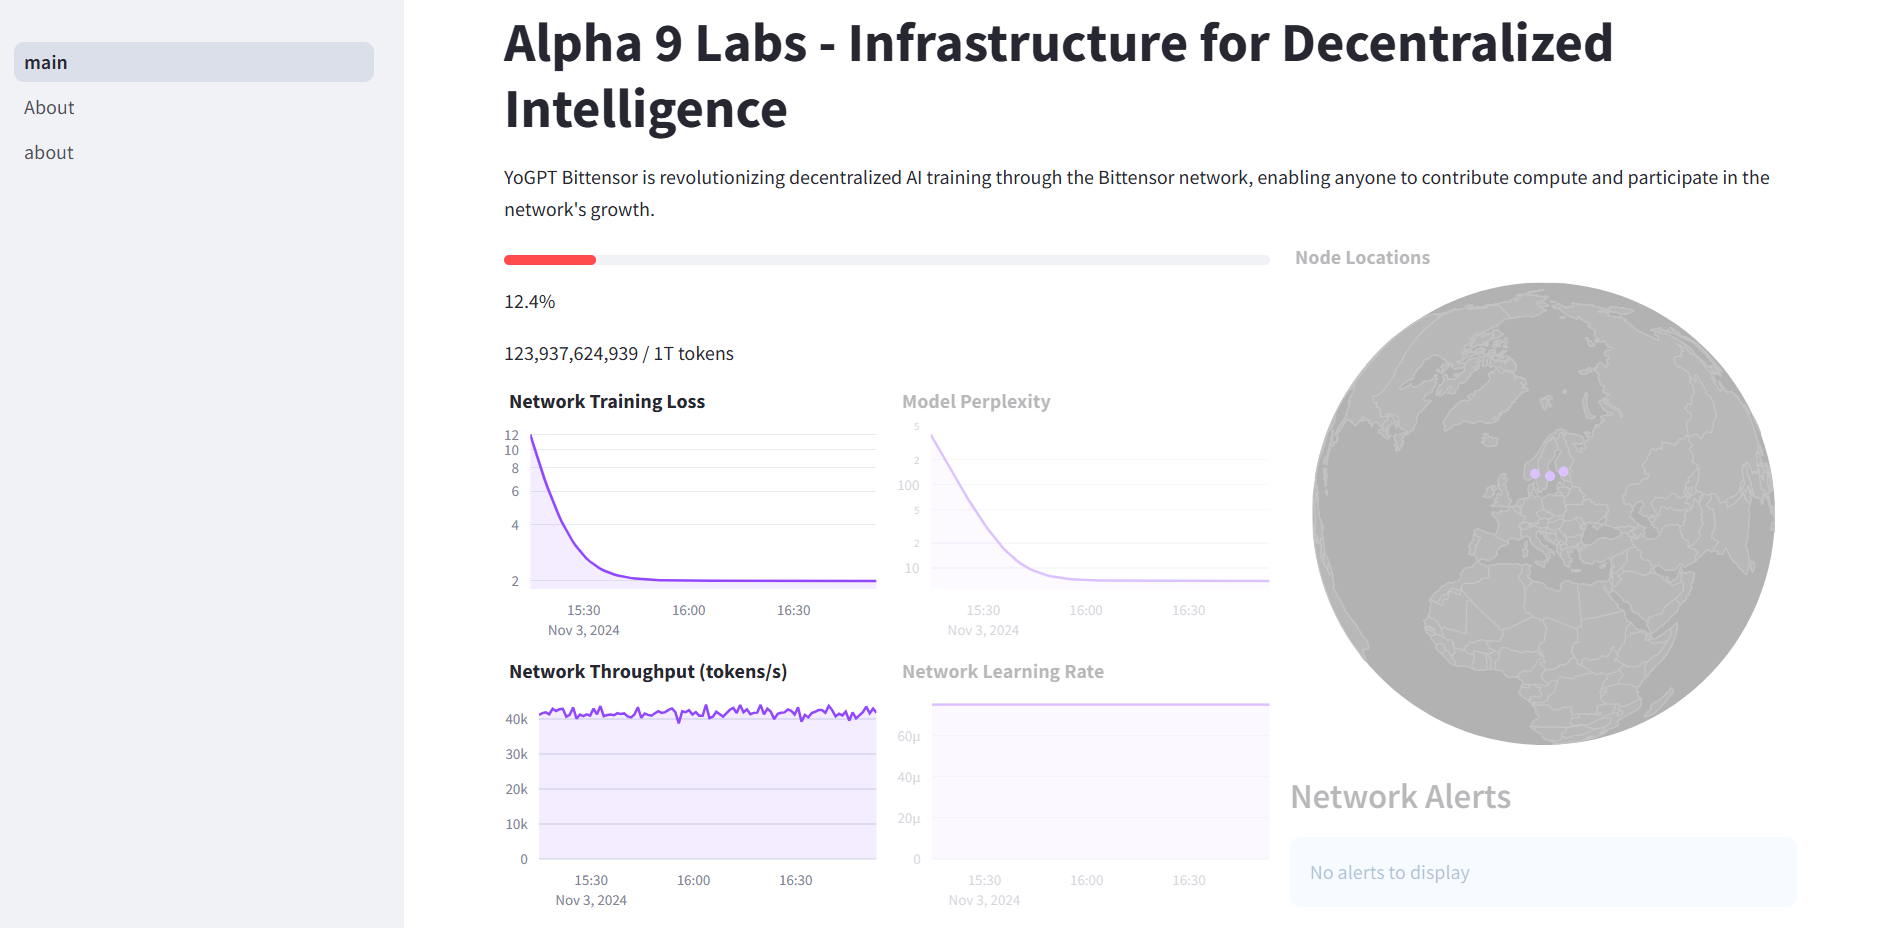 main
About
about
Alpha 9 Labs - Infrastructure for Decentralized
Intelligence
YoGPT Bittensor is revolutionizing decentralized AI training through the Bittensor network, enabling anyone to contribute compute and participate in the
network's growth.
12.4%
123,937,624,939 / 1T tokens
Network Training Loss
12
10
8
6
4
2
15:30
16:00
16:30
Nov 3, 2024
Model Perplexity
5
2
100
5
2
10
15:30
16:00
16:30
Nov 3, 2024
Network Throughput (tokens/s)
40k
30k
20k
10k
0
15:30
16:00
16:30
Nov 3, 2024
Network Learning Rate
60μ
40μ
20μ
0
15:30
16:00
16:30
Nov 3, 2024
Node Locations
Network Alerts
No alerts to display